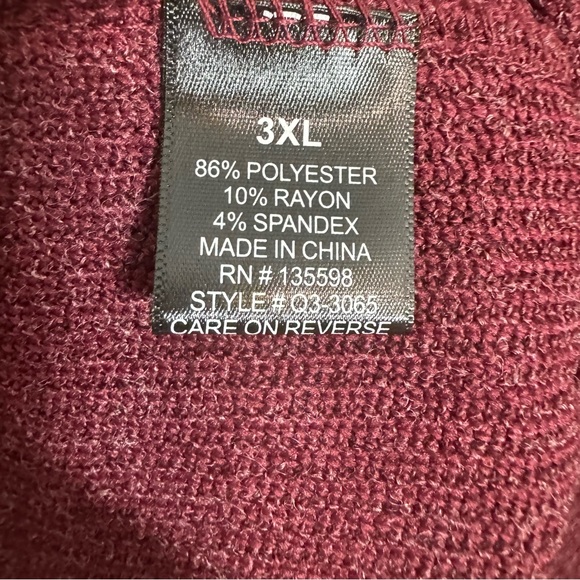 3XL
86% POLYESTER
10% RAYON
4% SPANDEX
MADE IN CHINA
RN # 135598
STYLE # Q3-3065
CARE ON REVERSE